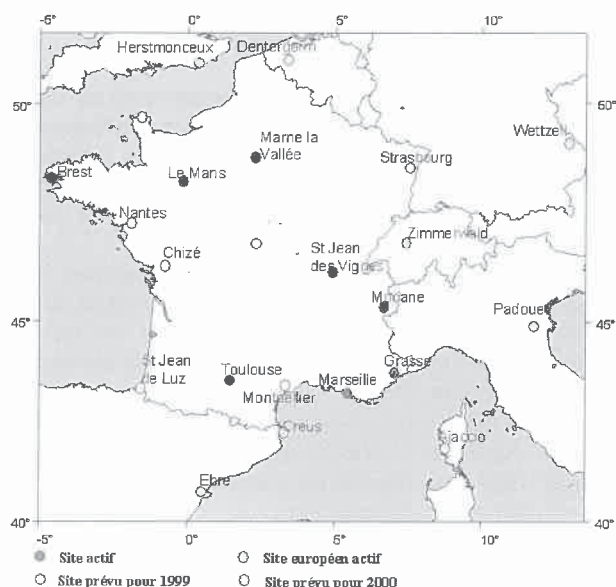 -5° 0° 5° 10°
Herstmonceux
Dentergem
50°
Wettzell
Marne la
Vallée
Strasbourg
Brest
Le Mans
Nantes
Zimmerwald
Chizé
St Jean
des Vignes
Modane
Padoue
45° 45°
St Jean
de Luz
Toulouse
Grasse
Marseille
Montpellier
Creus
Ajaccio
Ebre
40° 40°
-5° 0° 5° 10°
Site actif
Site européen actif
Site prévu pour 1999
Site prévu pour 2000